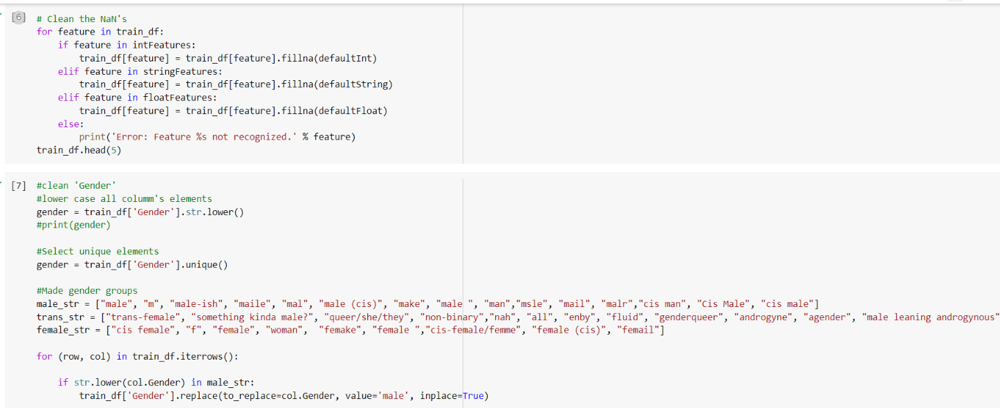 [6] # Clean the NaN's
for feature in train_df:
    if feature in intFeatures:
        train_df[feature] = train_df[feature].fillna(defaultInt)
    elif feature in stringFeatures:
        train_df[feature] = train_df[feature].fillna(defaultString)
    elif feature in floatFeatures:
        train_df[feature] = train_df[feature].fillna(defaultFloat)
    else:
        print('Error: Feature %s not recognized.' % feature)
train_df.head(5)
[7] #clean 'Gender'
#lower case all columm's elements
gender = train_df['Gender'].str.lower()
#print(gender)
#Select unique elements
gender = train_df['Gender'].unique()
#Made gender groups
male_str = ["male", "m", "male-ish", "maile", "mal", "male (cis)", "make", "male ", "man","msle", "mail", "malr","cis man", "Cis Male", "cis male"]
trans_str = ["trans-female", "something kinda male?", "queer/she/they", "non-binary","nah", "all", "enby", "fluid", "genderqueer", "androgyne", "agender", "male leaning androgynous"
female_str = ["cis female", "f", "female", "woman",  "femake", "female ","cis-female/femme", "female (cis)", "femail"]
for (row, col) in train_df.iterrows():
    if str.lower(col.Gender) in male_str:
        train_df['Gender'].replace(to_replace=col.Gender, value='male', inplace=True)